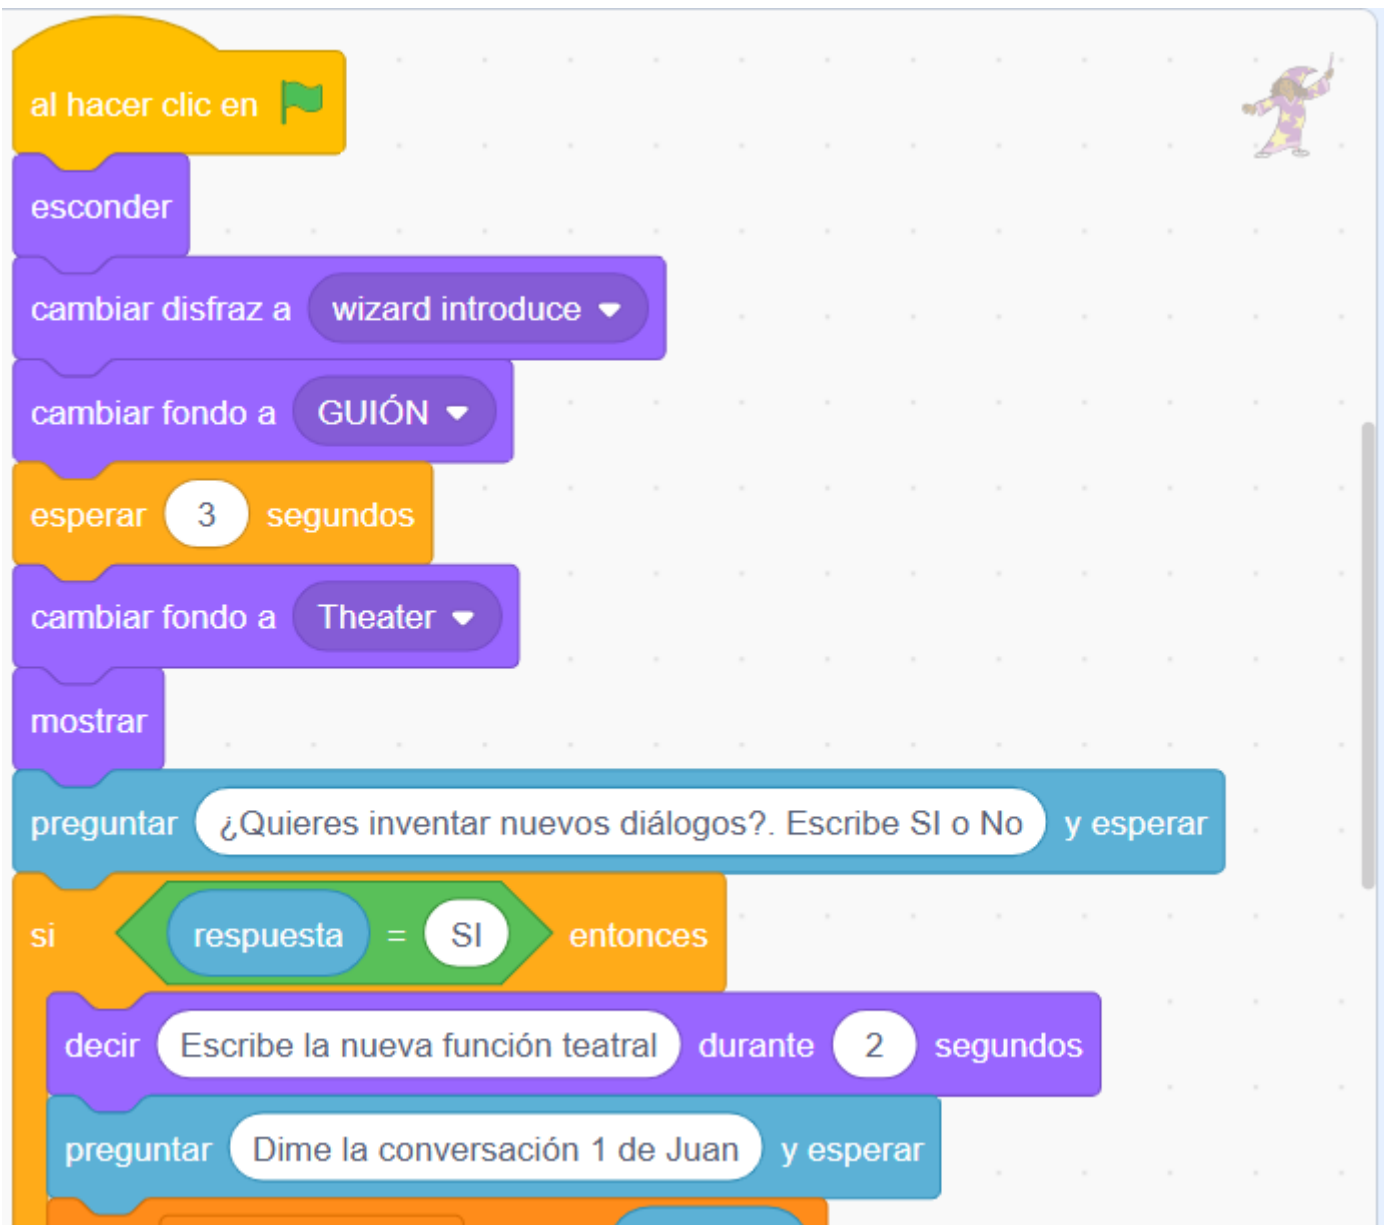 al hacer clic en
esconder
cambiar disfraz a wizard introduce
cambiar fondo a GUIÓN
esperar 3 segundos
cambiar fondo a Theater
mostrar
preguntar ¿Quieres inventar nuevos diálogos?. Escribe SI o No y esperar
si respuesta = SI entonces
decir Escribe la nueva función teatral durante 2 segundos
preguntar Dime la conversación 1 de Juan y esperar